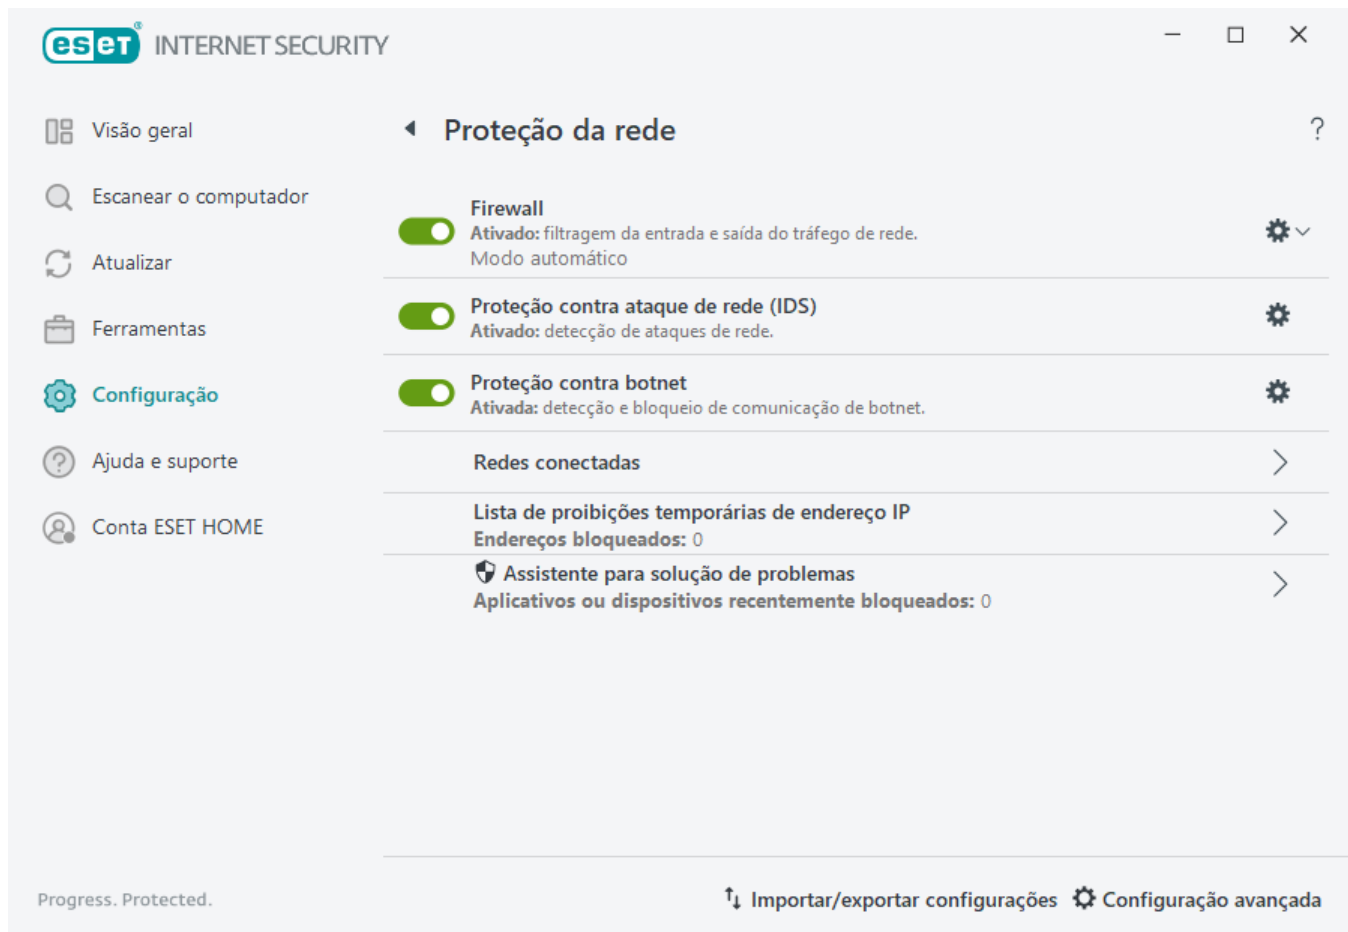 eset® INTERNET SECURITY
Visão geral
Escanear o computador
Atualizar
Ferramentas
Configuração
Ajuda e suporte
Conta ESET HOME
Proteção da rede
?
Firewall
Ativado: filtragem da entrada e saída do tráfego de rede.
Modo automático
Proteção contra ataque de rede (IDS)
Ativado: detecção de ataques de rede.
Proteção contra botnet
Ativada: detecção e bloqueio de comunicação de botnet.
Redes conectadas
Lista de proibições temporárias de endereço IP
Endereços bloqueados: 0
Assistente para solução de problemas
Aplicativos ou dispositivos recentemente bloqueados: 0
Progress. Protected.
Importar/exportar configurações
Configuração avançada